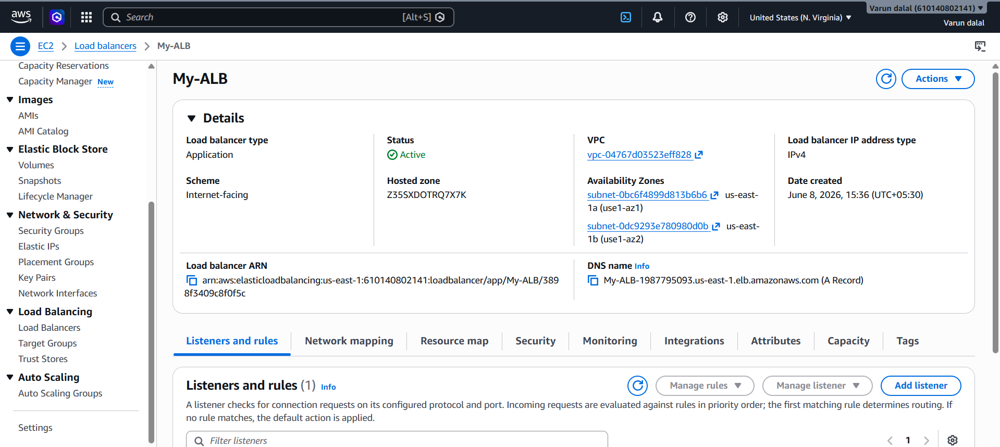 aws
Search
[Alt+S]
United States (N. Virginia)
Varun dalal (610140802141)
Varun dalal
EC2
Load balancers
My-ALB
Capacity Reservations
Capacity Manager New
Images
AMIs
AMI Catalog
Elastic Block Store
Volumes
Snapshots
Lifecycle Manager
Network & Security
Security Groups
Elastic IPs
Placement Groups
Key Pairs
Network Interfaces
Load Balancing
Load Balancers
Target Groups
Trust Stores
Auto Scaling
Auto Scaling Groups
Settings
My-ALB
Actions
Details
Load balancer type
Application
Status
Active
VPC
vpc-04767d03523eff828
Load balancer IP address type
IPv4
Scheme
Internet-facing
Hosted zone
Z35SXDOTRQ7X7K
Availability Zones
subnet-0bc6f4899d813b6b6 us-east-
1a (use1-az1)
subnet-0dc9293e780980d0b us-east-
1b (use1-az2)
Date created
June 8, 2026, 15:36 (UTC+05:30)
Load balancer ARN
arn:aws:elasticloadbalancing:us-east-1:610140802141:loadbalancer/app/My-ALB/389
8f3409c8f0f5c
DNS name Info
My-ALB-1987795093.us-east-1.elb.amazonaws.com (A Record)
Listeners and rules
Network mapping
Resource map
Security
Monitoring
Integrations
Attributes
Capacity
Tags
Listeners and rules (1) Info
Manage rules
Manage listener
Add listener
A listener checks for connection requests on its configured protocol and port. Incoming requests are evaluated against rules in priority order; the first matching rule determines routing. If
no rule matches, the default action is applied.
Filter listeners
1